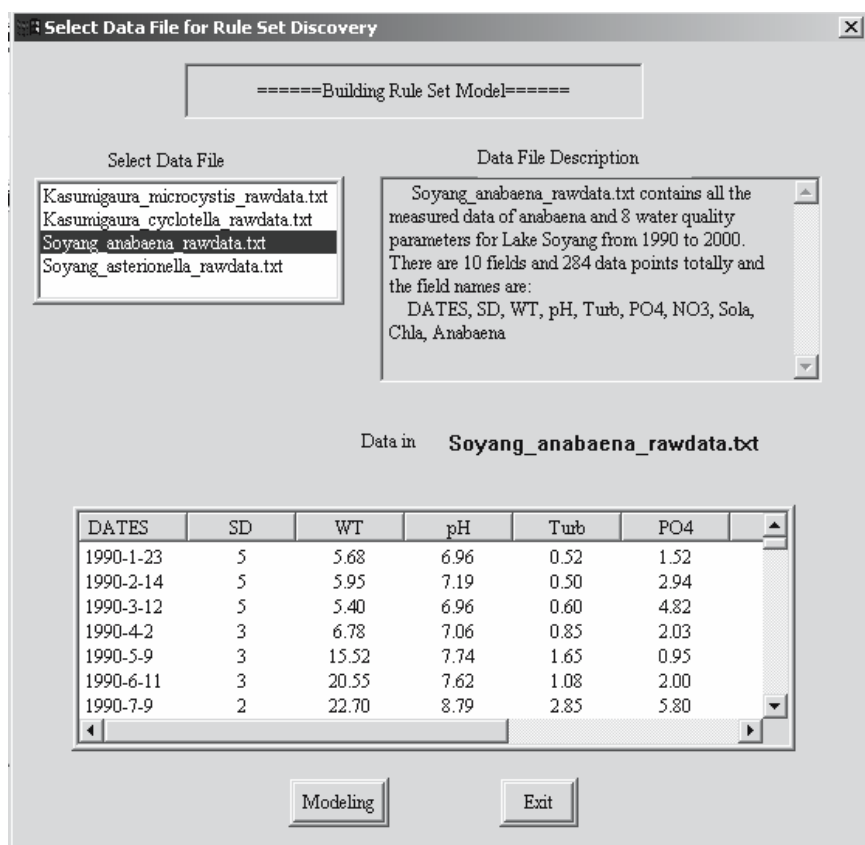 Select Data File for Rule Set Discovery
======Building Rule Set Model======
Select Data File
Kasumigaura_microcystis_rawdata.txt
Kasumigaura_cyclotella_rawdata.txt
Soyang_anabaena_rawdata.txt
Soyang_asterionella_rawdata.txt
Data File Description
Soyang_anabaena_rawdata.txt contains all the
measured data of anabaena and 8 water quality
parameters for Lake Soyang from 1990 to 2000.
There are 10 fields and 284 data points totally and
the field names are:
DATES, SD, WT, pH, Turb, PO4, NO3, Sola,
Chla, Anabaena
Data in Soyang_anabaena_rawdata.txt
DATES SD WT pH Turb PO4
1990-1-23 5 5.68 6.96 0.52 1.52
1990-2-14 5 5.95 7.19 0.50 2.94
1990-3-12 5 5.40 6.96 0.60 4.82
1990-4-2 3 6.78 7.06 0.85 2.03
1990-5-9 3 15.52 7.74 1.65 0.95
1990-6-11 3 20.55 7.62 1.08 2.00
1990-7-9 2 22.70 8.79 2.85 5.80
Modeling Exit